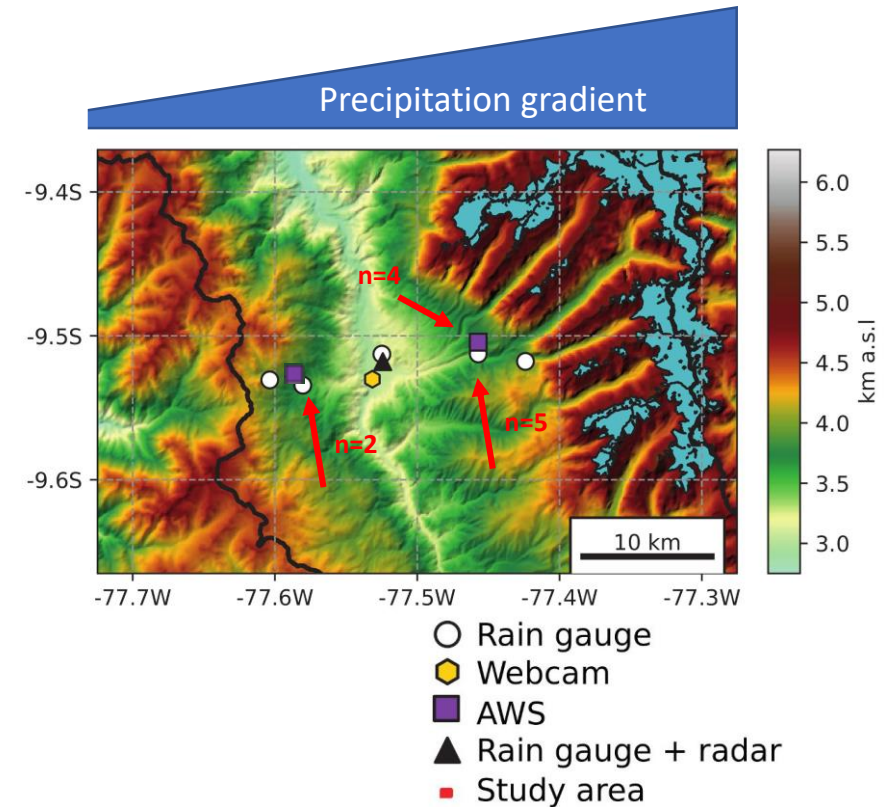 Precipitation gradient
-9.4S
-9.5S
-9.6S
n=4
n=2
n=5
10 km
-77.7W
-77.6W
-77.5W
-77.4W
-77.3W
6.0
5.5
5.0
4.5
4.0
3.5
3.0
km a.s.l
Rain gauge
Webcam
AWS
Rain gauge + radar
Study area